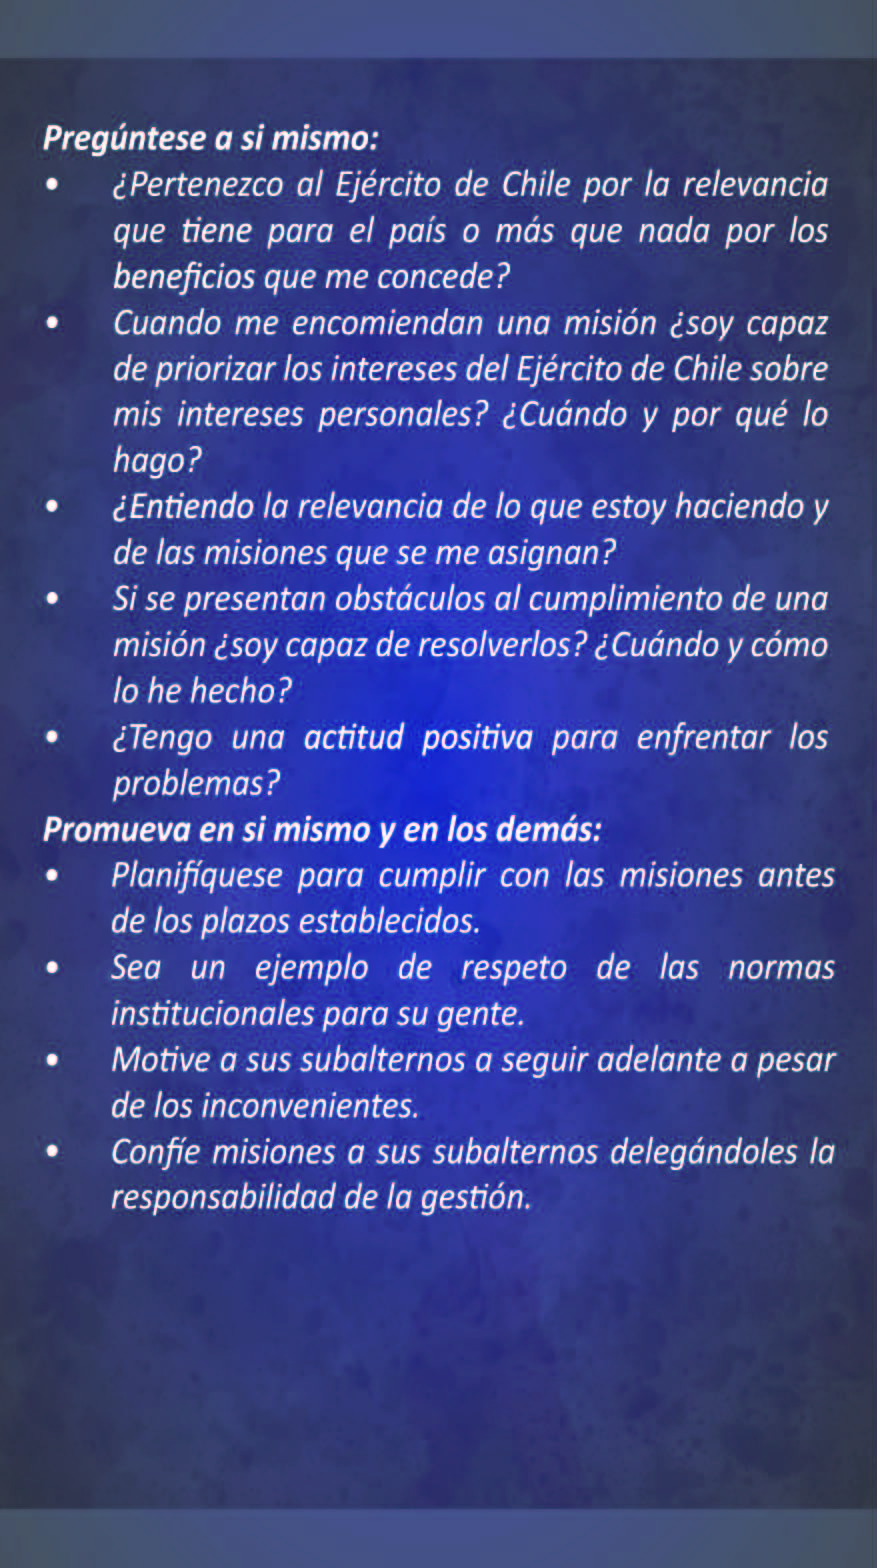 Pregúntese a si mismo:
• ¿Pertenezco al Ejército de Chile por la relevancia
que tiene para el país o más que nada por los
beneficios que me concede?
• Cuando me encomiendan una misión ¿soy capaz
de priorizar los intereses del Ejército de Chile sobre
mis intereses personales? ¿Cuándo y por qué lo
hago?
• ¿Entiendo la relevancia de lo que estoy haciendo y
de las misiones que se me asignan?
• Si se presentan obstáculos al cumplimiento de una
misión ¿soy capaz de resolverlos? ¿Cuándo y cómo
lo he hecho?
• ¿Tengo una actitud positiva para enfrentar los
problemas?
Promueva en si mismo y en los demás:
• Planifíquese para cumplir con las misiones antes
de los plazos establecidos.
• Sea un ejemplo de respeto de las normas
institucionales para su gente.
• Motive a sus subalternos a seguir adelante a pesar
de los inconvenientes.
• Confíe misiones a sus subalternos delegándoles la
responsabilidad de la gestión.